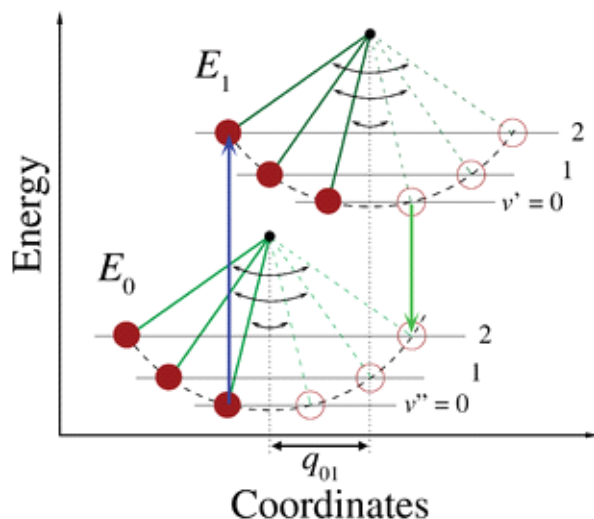 E₁
2
1
v' = 0
Energy
E₀
2
1
v'' = 0
q₀₁
Coordinates